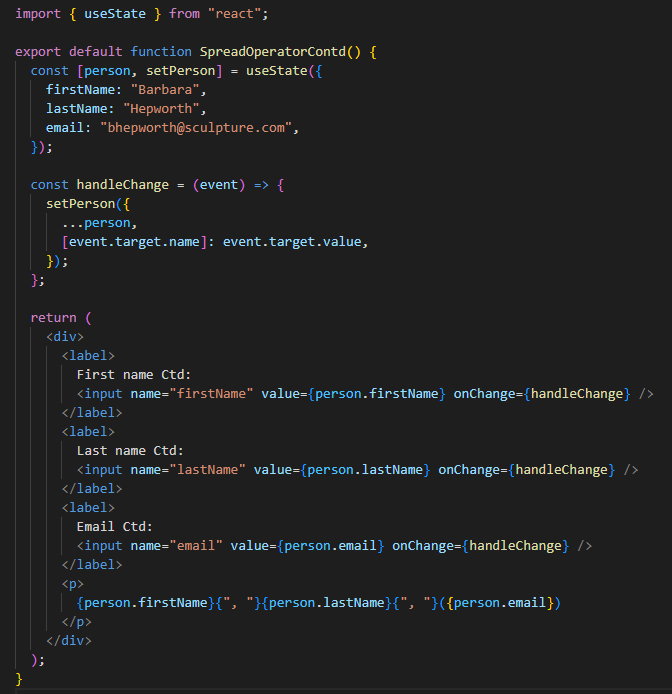 import { useState } from "react";

export default function SpreadOperatorContd() {
  const [person, setPerson] = useState({
    firstName: "Barbara",
    lastName: "Hepworth",
    email: "bhepworth@sculpture.com",
  });

  const handleChange = (event) => {
    setPerson({
      ...person,
      [event.target.name]: event.target.value,
    });
  };

  return (
    <div>
      <label>
        First name Ctd:
        <input name="firstName" value={person.firstName} onChange={handleChange} />
      </label>
      <label>
        Last name Ctd:
        <input name="lastName" value={person.lastName} onChange={handleChange} />
      </label>
      <label>
        Email Ctd:
        <input name="email" value={person.email} onChange={handleChange} />
      </label>
      <p>
        {person.firstName}{", "}{person.lastName}{", "}({person.email})
      </p>
    </div>
  );
}